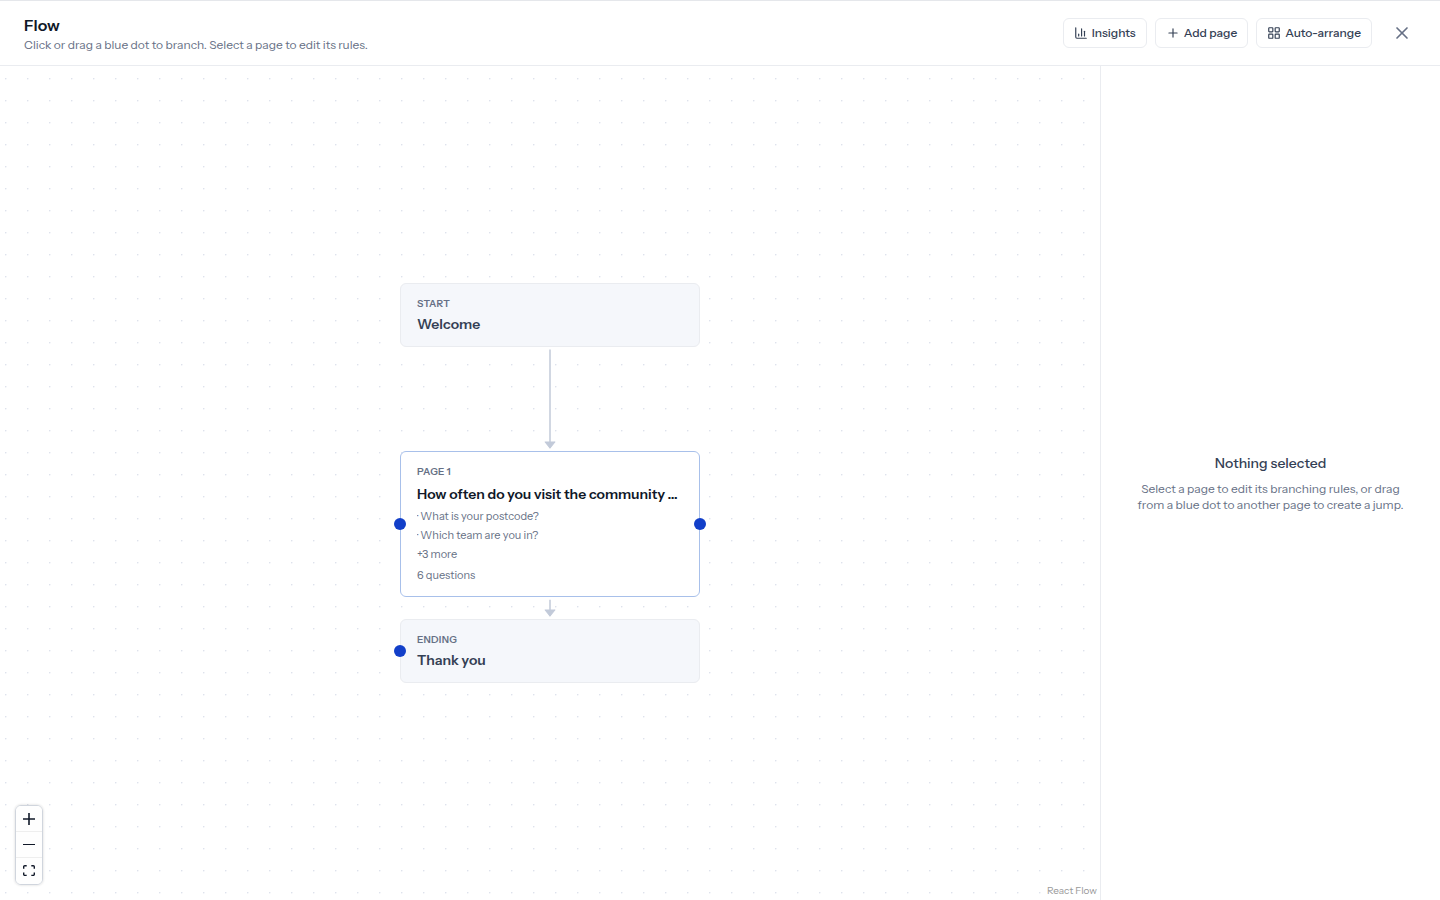 Flow
Click or drag a blue dot to branch. Select a page to edit its rules.
Insights
Add page
Auto-arrange
START
Welcome
PAGE 1
How often do you visit the community ...
· What is your postcode?
· Which team are you in?
+3 more
6 questions
ENDING
Thank you
Nothing selected
Select a page to edit its branching rules, or drag
from a blue dot to another page to create a jump.
React Flow